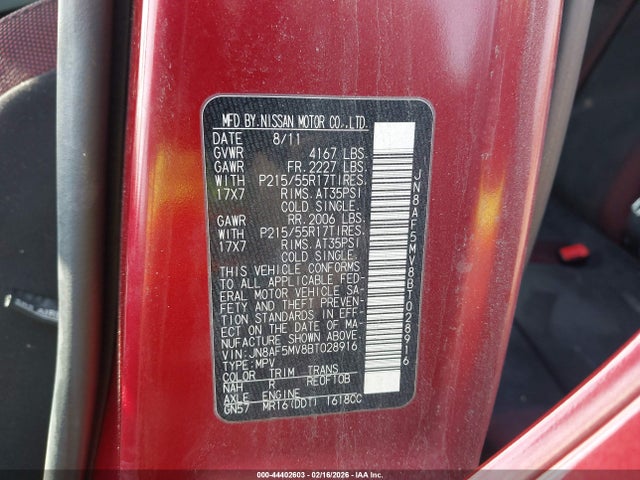 MFD BY.NISSAN MOTOR CO.,LTD.
DATE 8/11
GVWR 4167 LBS.
GAWR FR. 2227 LBS.
WITH P215/55R17TIRES.
17X7 RIMS. AT35PSI
COLD SINGLE.
GAWR RR. 2006 LBS.
WITH P215/55R17TIRES.
17X7 RIMS. AT35PSI
COLD SINGLE.
THIS VEHICLE CONFORMS
TO ALL APPLICABLE FED-
ERAL MOTOR VEHICLE SA-
FETY AND THEFT PREVEN-
TION STANDARDS IN EFF-
ECT ON THE DATE OF MA-
NUFACTURE SHOWN ABOVE.
VIN:JN8AF5MV8BT028916
TYPE:MPV
COLOR TRIM TRANS
NAH R RE0F10B
AXLE ENGINE
GN57 MR16(DDT) 1618CC
JN8AF5MV8BT028916
000-44402603 - 02/16/2026 - IAA Inc.